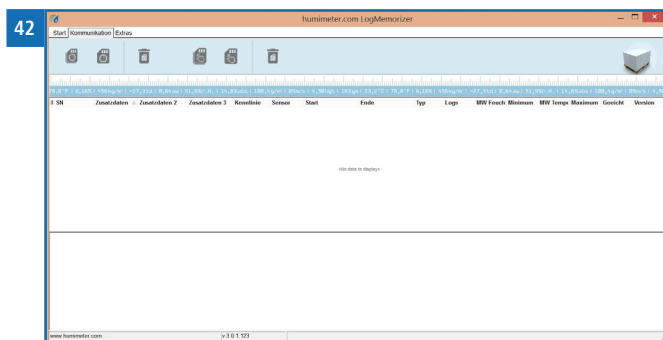 42
humimeter.com LogMemorizer
Start Kommunikation Extras
SN Zusatzdaten Zusatzdaten 2 Zusatzdaten 3 Kennlinie Sensor Start Ende Typ Logs MW Feuch Minimum MW Tempe Maximum Geeicht Version
<No data to display>
www.humimeter.com v 3.0.1.123